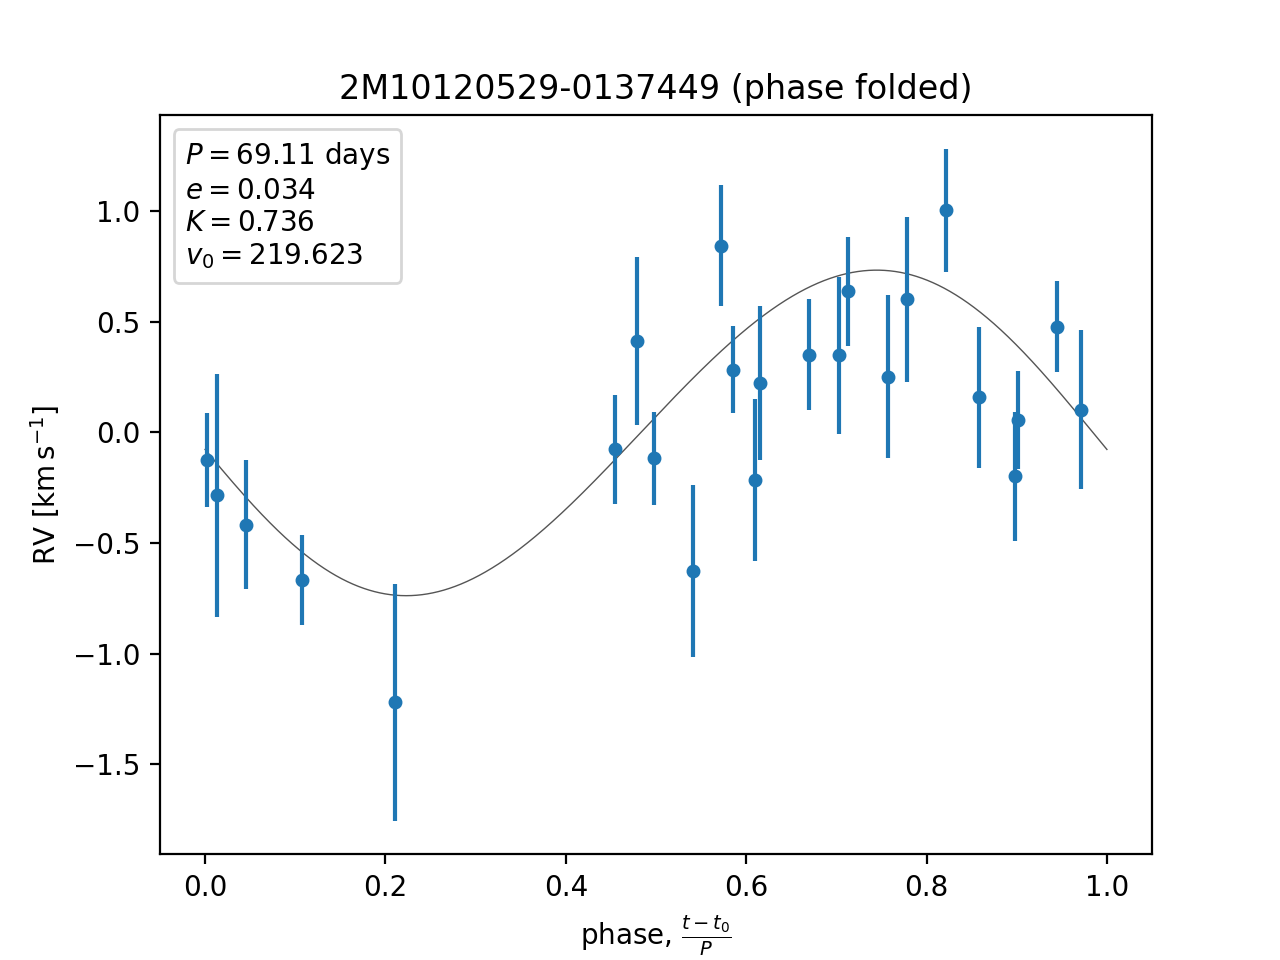 2M10120529-0137449 (phase folded)
P = 69.11 days
e = 0.034
K = 0.736
v₀ = 219.623
1.0
0.5
0.0
−0.5
−1.0
−1.5
RV [km s⁻¹]
0.0 0.2 0.4 0.6 0.8 1.0
phase, (t − t₀)/P